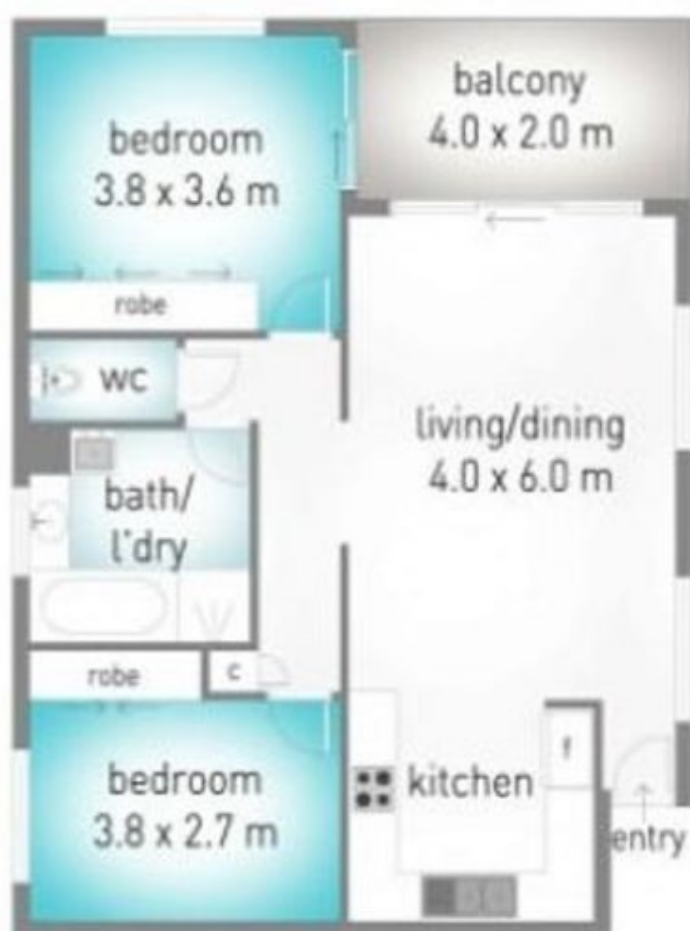 bedroom
3.8 x 3.6 m
balcony
4.0 x 2.0 m
robe
wc
living/dining
4.0 x 6.0 m
bath/
l'dry
robe
c
bedroom
3.8 x 2.7 m
kitchen
f
entry